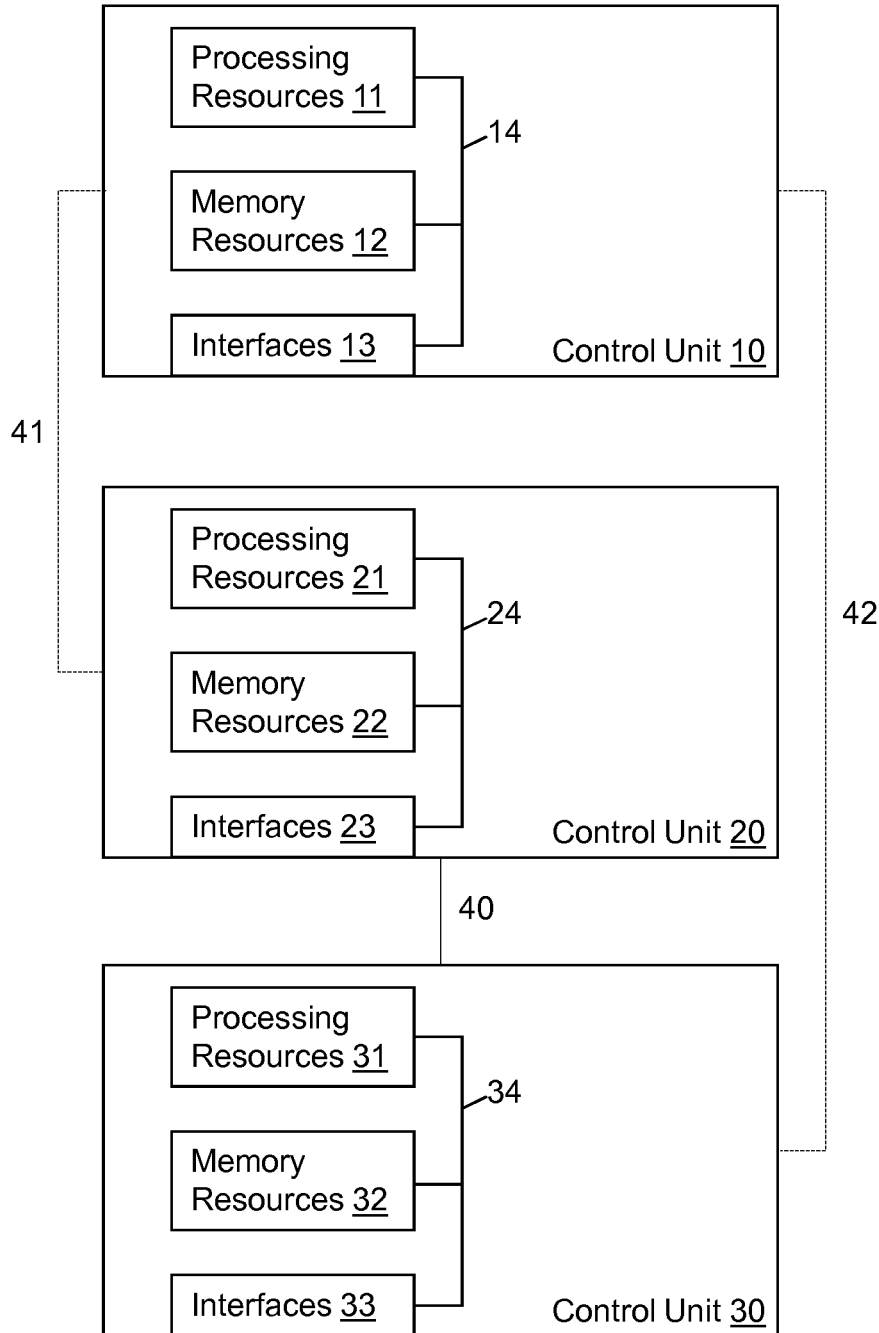 Processing
Resources 11
14
Memory
Resources 12
Interfaces 13
Control Unit 10
41
Processing
Resources 21
24
42
Memory
Resources 22
Interfaces 23
Control Unit 20
40
Processing
Resources 31
34
Memory
Resources 32
Interfaces 33
Control Unit 30